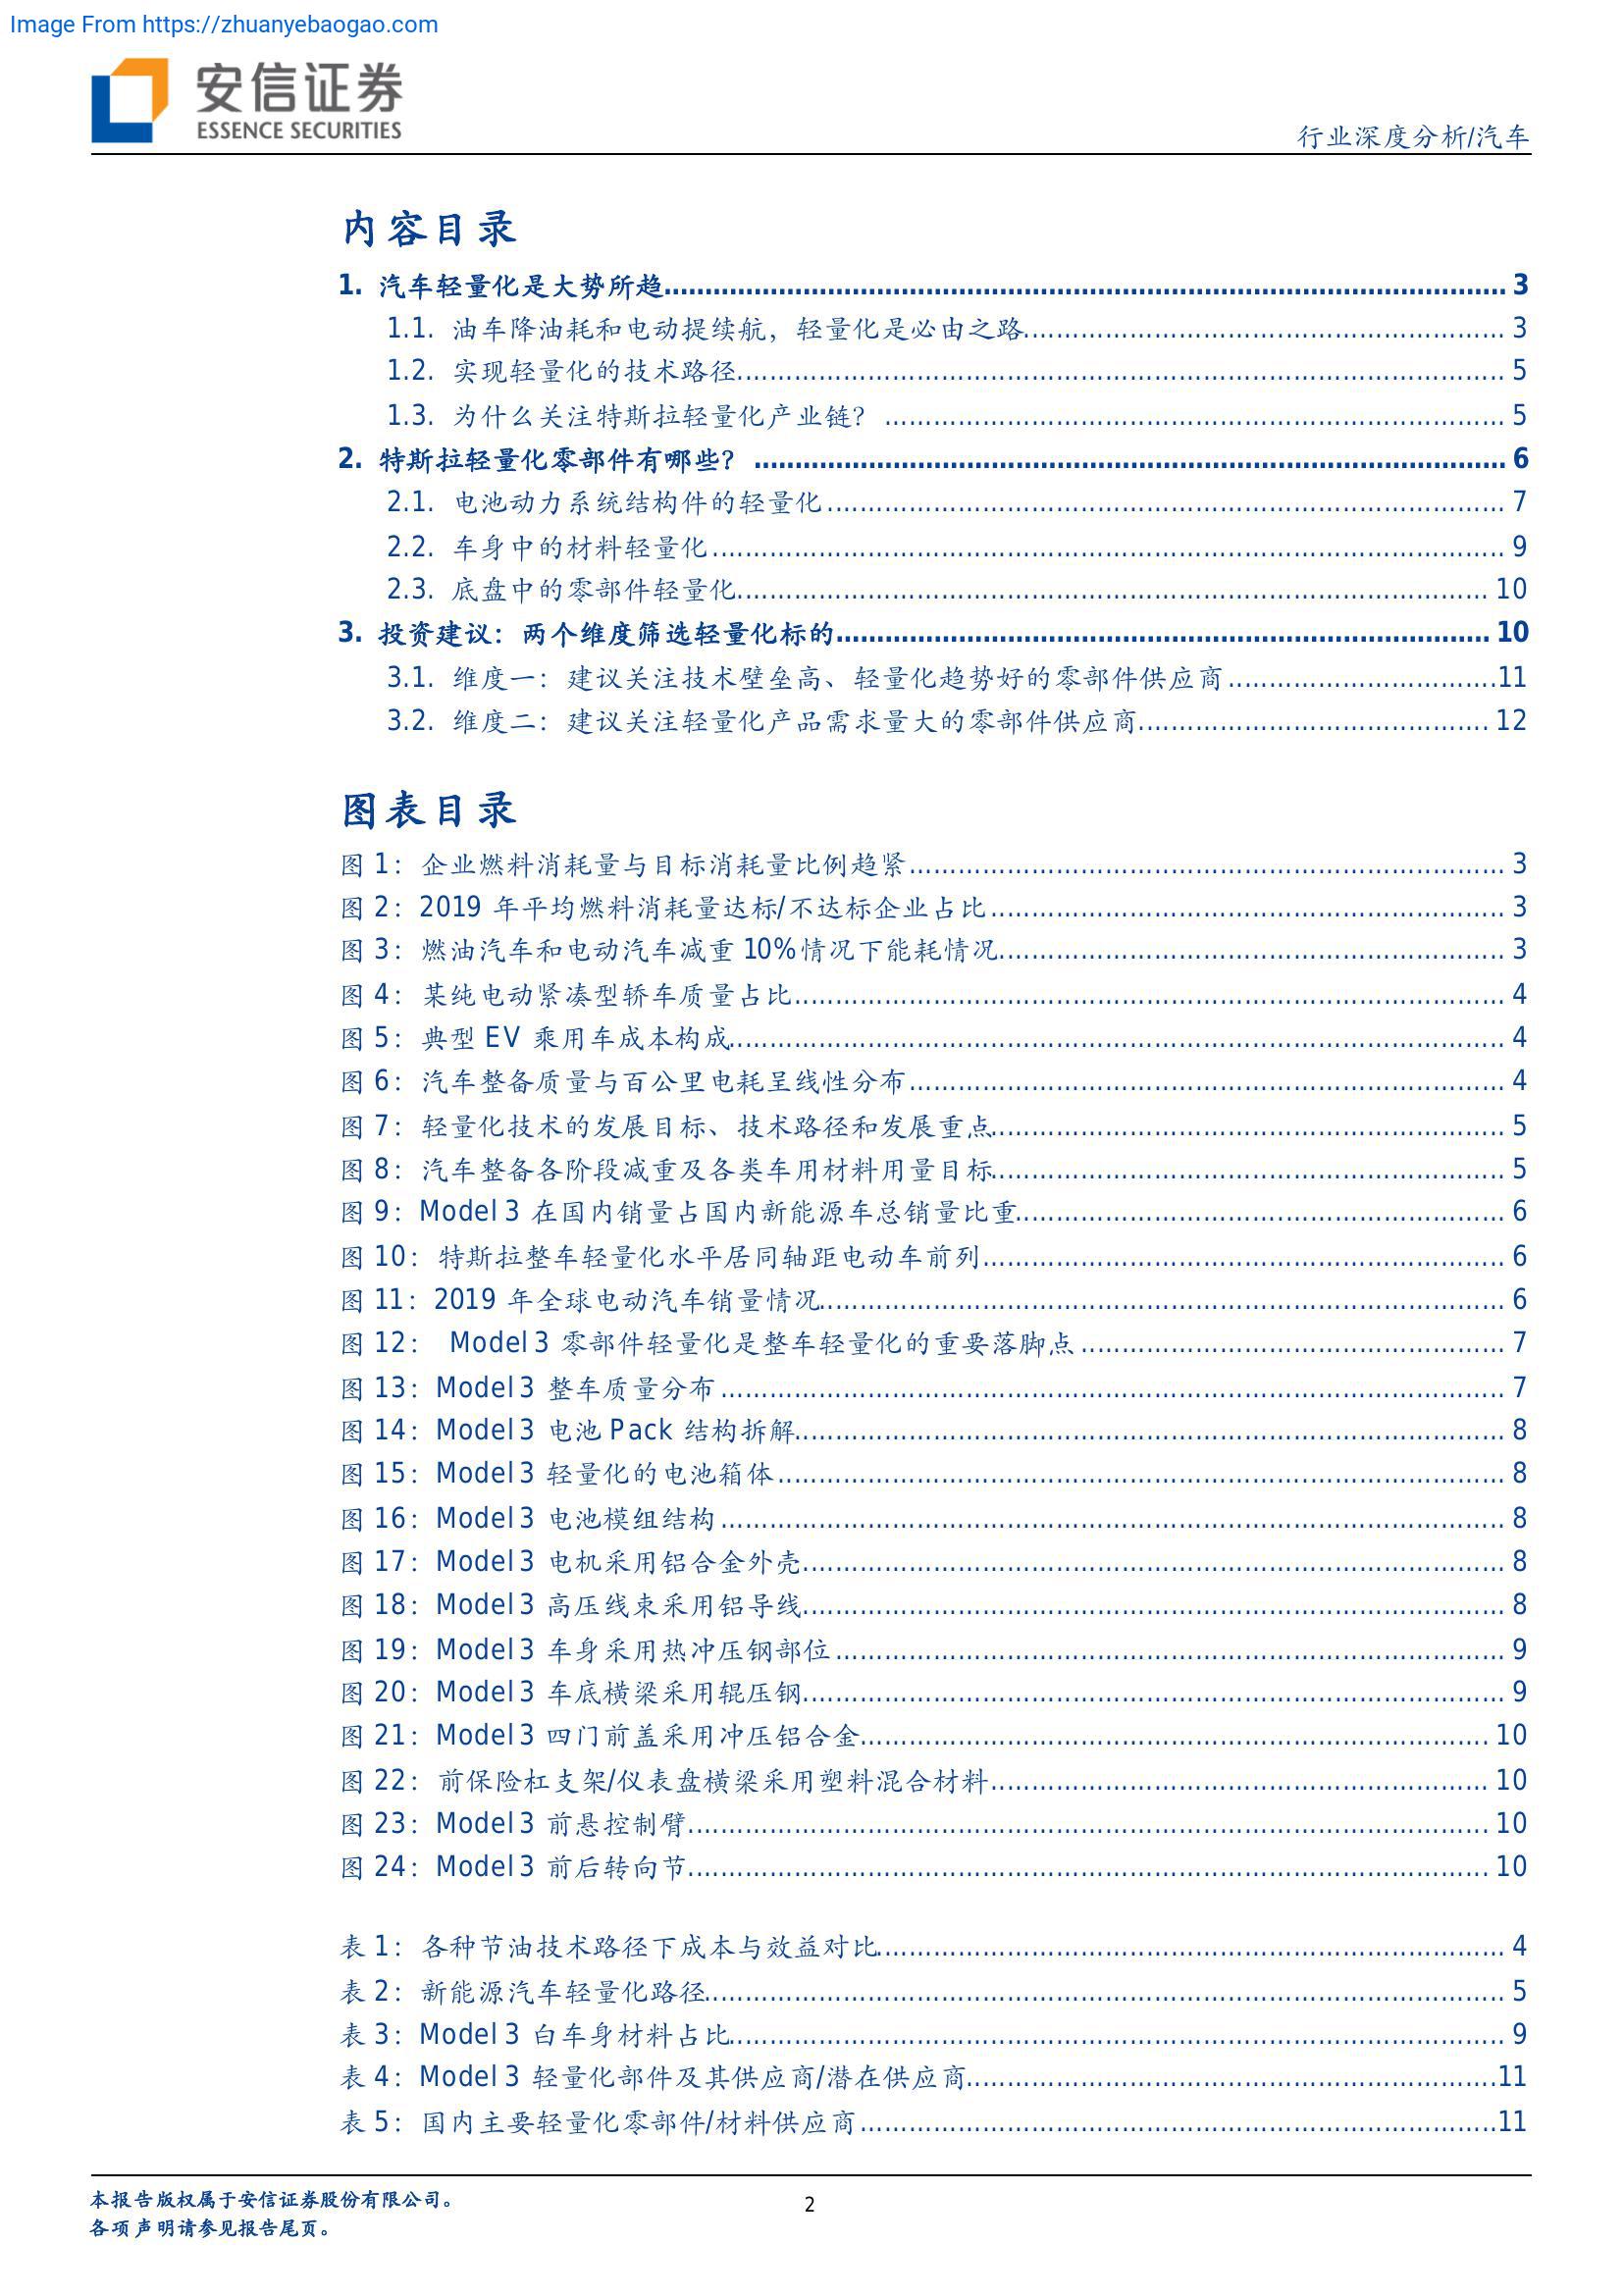 Image From https://zhuanyebaogao.com
安信证券
ESSENCE SECURITIES
行业深度分析/汽车
内容目录
1. 汽车轻量化是大势所趋 3
1.1. 油车降油耗和电动提续航，轻量化是必由之路 3
1.2. 实现轻量化的技术路径 5
1.3. 为什么关注特斯拉轻量化产业链？ 5
2. 特斯拉轻量化零部件有哪些？ 6
2.1. 电池动力系统结构件的轻量化 7
2.2. 车身中的材料轻量化 9
2.3. 底盘中的零部件轻量化 10
3. 投资建议：两个维度筛选轻量化标的 10
3.1. 维度一：建议关注技术壁垒高、轻量化趋势好的零部件供应商 11
3.2. 维度二：建议关注轻量化产品需求量大的零部件供应商 12
图表目录
图 1：企业燃料消耗量与目标消耗量比例趋紧 3
图 2：2019 年平均燃料消耗量达标/不达标企业占比 3
图 3：燃油汽车和电动汽车减重 10%情况下能耗情况 3
图 4：某纯电动紧凑型轿车质量占比 4
图 5：典型 EV 乘用车成本构成 4
图 6：汽车整备质量与百公里电耗呈线性分布 4
图 7：轻量化技术的发展目标、技术路径和发展重点 5
图 8：汽车整备各阶段减重及各类车用材料用量目标 5
图 9：Model 3 在国内销量占国内新能源车总销量比重 6
图 10：特斯拉整车轻量化水平居同轴距电动车前列 6
图 11：2019 年全球电动汽车销量情况 6
图 12： Model 3 零部件轻量化是整车轻量化的重要落脚点 7
图 13：Model 3 整车质量分布 7
图 14：Model 3 电池 Pack 结构拆解 8
图 15：Model 3 轻量化的电池箱体 8
图 16：Model 3 电池模组结构 8
图 17：Model 3 电机采用铝合金外壳 8
图 18：Model 3 高压线束采用铝导线 8
图 19：Model 3 车身采用热冲压钢部位 9
图 20：Model 3 车底横梁采用辊压钢 9
图 21：Model 3 四门前盖采用冲压铝合金 10
图 22：前保险杠支架/仪表盘横梁采用塑料混合材料 10
图 23：Model 3 前悬控制臂 10
图 24：Model 3 前后转向节 10
表 1：各种节油技术路径下成本与效益对比 4
表 2：新能源汽车轻量化路径 5
表 3：Model 3 白车身材料占比 9
表 4：Model 3 轻量化部件及其供应商/潜在供应商 11
表 5：国内主要轻量化零部件/材料供应商 11
本报告版权属于安信证券股份有限公司。
2
各项声明请参见报告尾页。